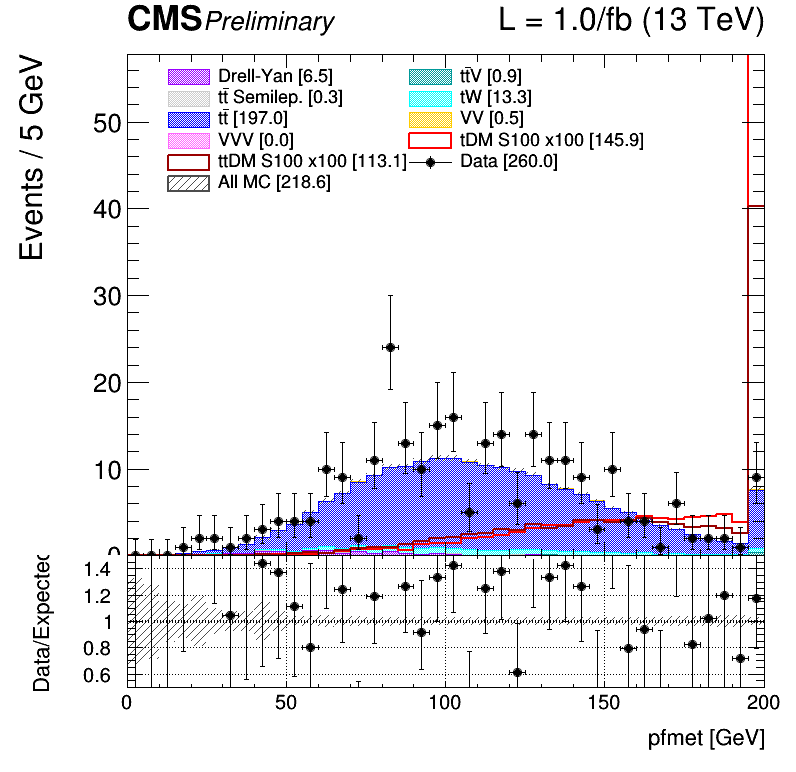 CMS Preliminary L = 1.0/fb (13 TeV)
Events / 5 GeV
Drell-Yan [6.5] tt̄V [0.9]
tt̄ Semilep. [0.3] tW [13.3]
tt̄ [197.0] VV [0.5]
VVV [0.0] tDM S100 x100 [145.9]
ttDM S100 x100 [113.1] Data [260.0]
All MC [218.6]
50
40
30
20
10
0
Data/Expected
1.4
1.2
1
0.8
0.6
0 50 100 150 200
pfmet [GeV]